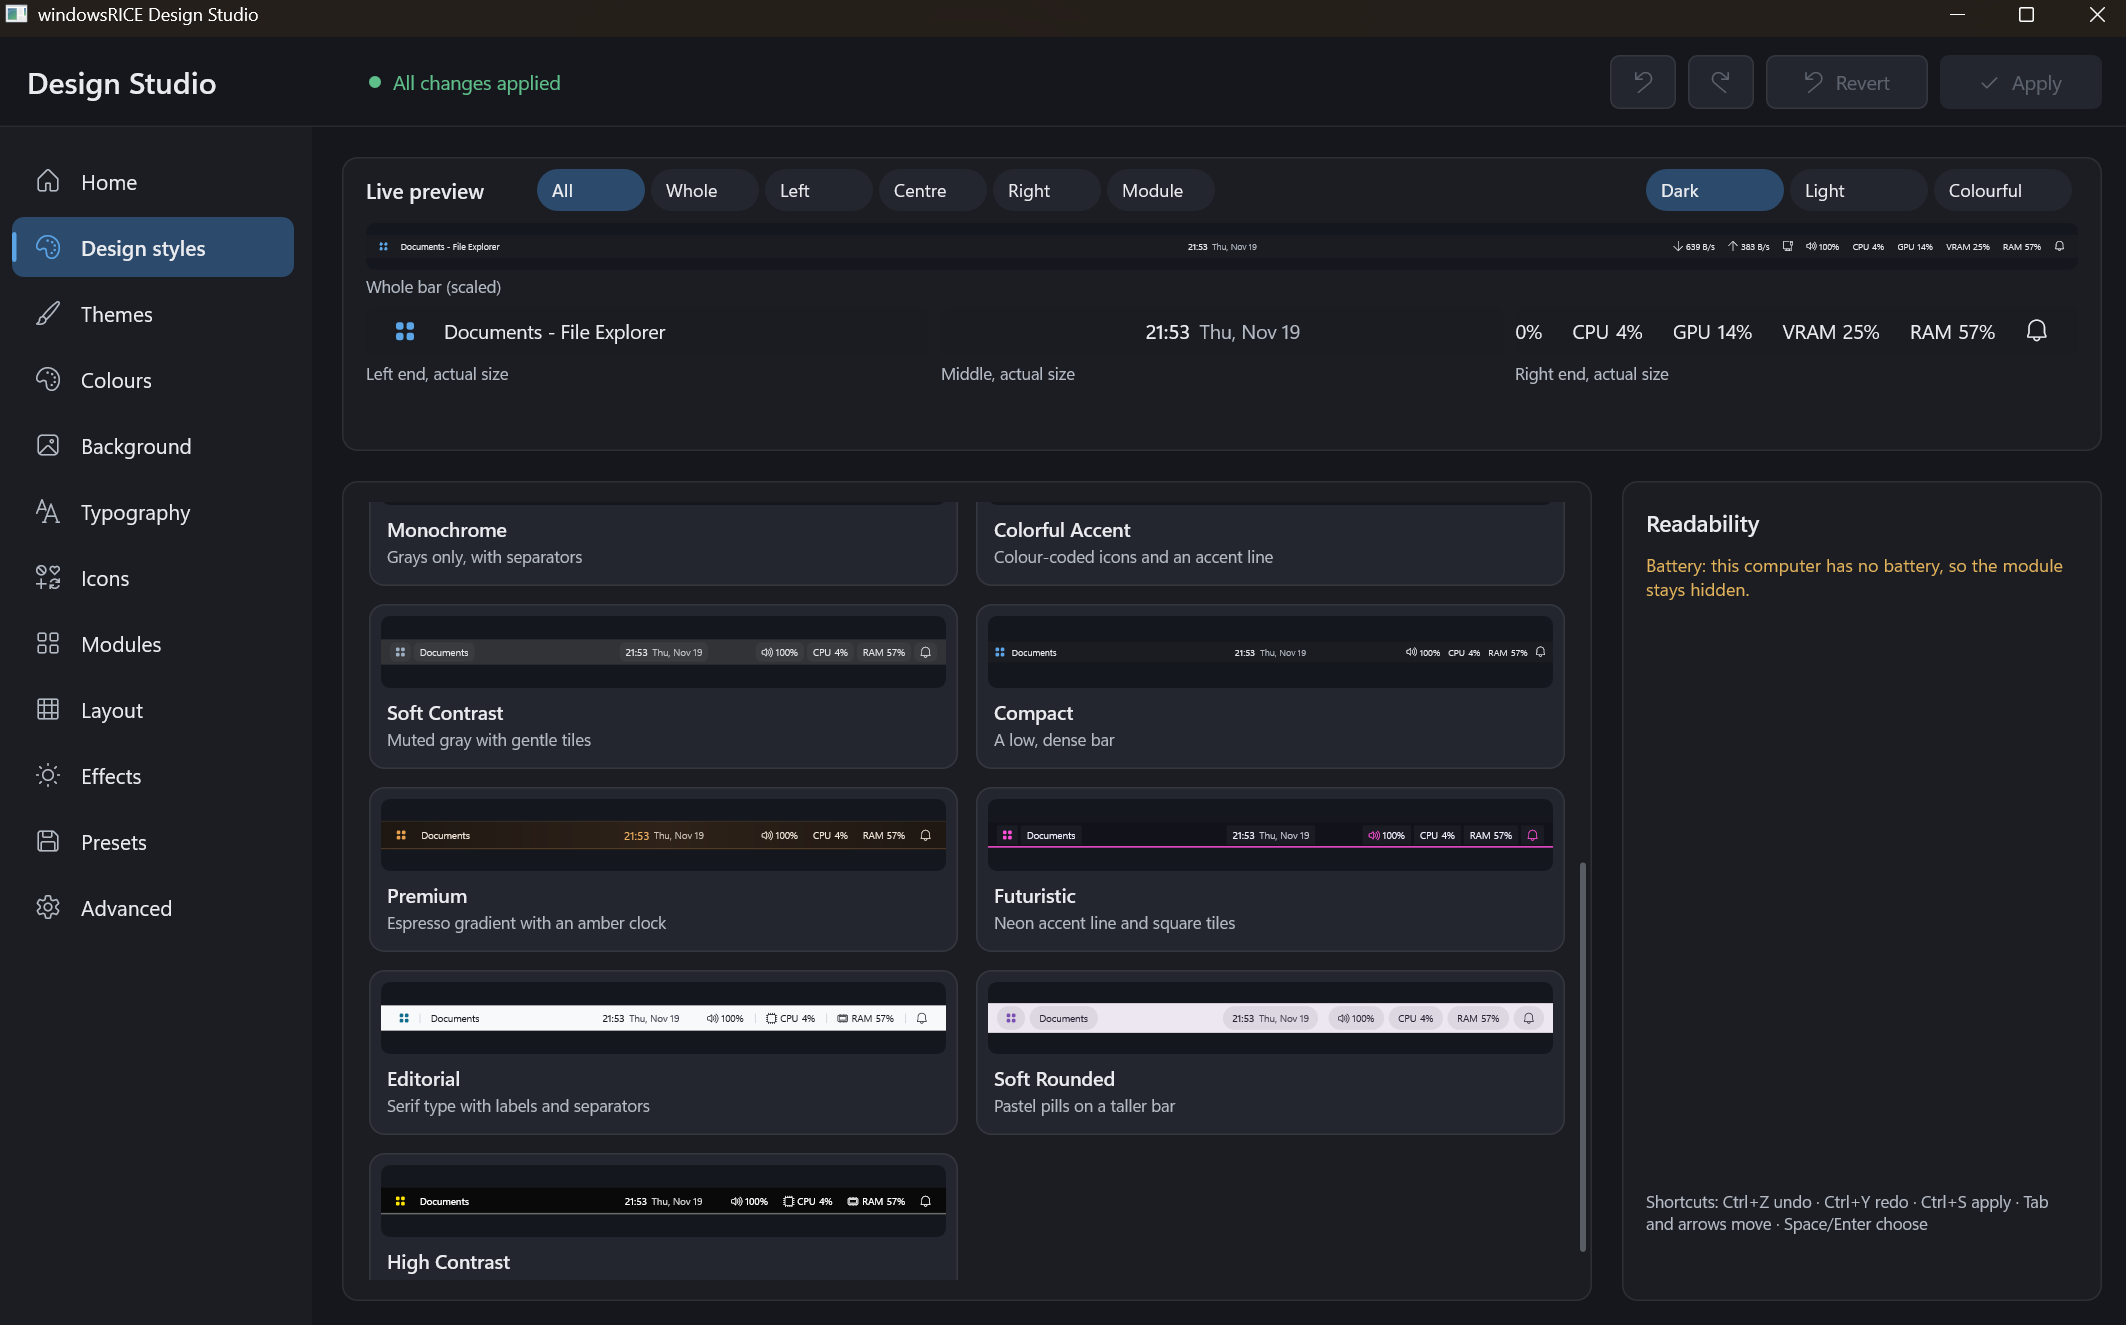 windowsRICE Design Studio
Design Studio
All changes applied
Revert
Apply
Home
Design styles
Themes
Colours
Background
Typography
Icons
Modules
Layout
Effects
Presets
Advanced
Live preview
All
Whole
Left
Centre
Right
Module
Dark
Light
Colourful
Documents - File Explorer
21:53 Thu, Nov 19
639 B/s 383 B/s 100% CPU 4% GPU 14% VRAM 25% RAM 57%
Whole bar (scaled)
Documents - File Explorer
21:53 Thu, Nov 19
0% CPU 4% GPU 14% VRAM 25% RAM 57%
Left end, actual size
Middle, actual size
Right end, actual size
Monochrome
Grays only, with separators
Colorful Accent
Colour-coded icons and an accent line
Documents 21:53 Thu, Nov 19 100% CPU 4% RAM 57%
Soft Contrast
Muted gray with gentle tiles
Documents 21:53 Thu, Nov 19 100% CPU 4% RAM 57%
Compact
A low, dense bar
Documents 21:53 Thu, Nov 19 100% CPU 4% RAM 57%
Premium
Espresso gradient with an amber clock
Documents 21:53 Thu, Nov 19 100% CPU 4% RAM 57%
Futuristic
Neon accent line and square tiles
Documents 21:53 Thu, Nov 19 100% CPU 4% RAM 57%
Editorial
Serif type with labels and separators
Documents 21:53 Thu, Nov 19 100% CPU 4% RAM 57%
Soft Rounded
Pastel pills on a taller bar
Documents 21:53 Thu, Nov 19 100% CPU 4% RAM 57%
High Contrast
Readability
Battery: this computer has no battery, so the module
stays hidden.
Shortcuts: Ctrl+Z undo · Ctrl+Y redo · Ctrl+S apply · Tab
and arrows move · Space/Enter choose